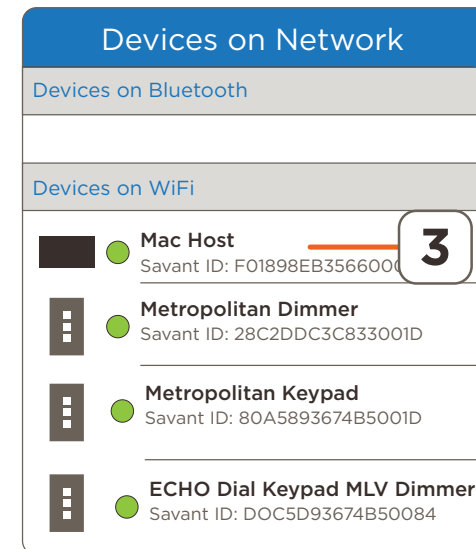 Devices on Network
Devices on Bluetooth
Devices on WiFi
Mac Host
3
Savant ID: F01898EB356600
Metropolitan Dimmer
Savant ID: 28C2DDC3C833001D
Metropolitan Keypad
Savant ID: 80A5893674B5001D
ECHO Dial Keypad MLV Dimmer
Savant ID: DOC5D93674B50084